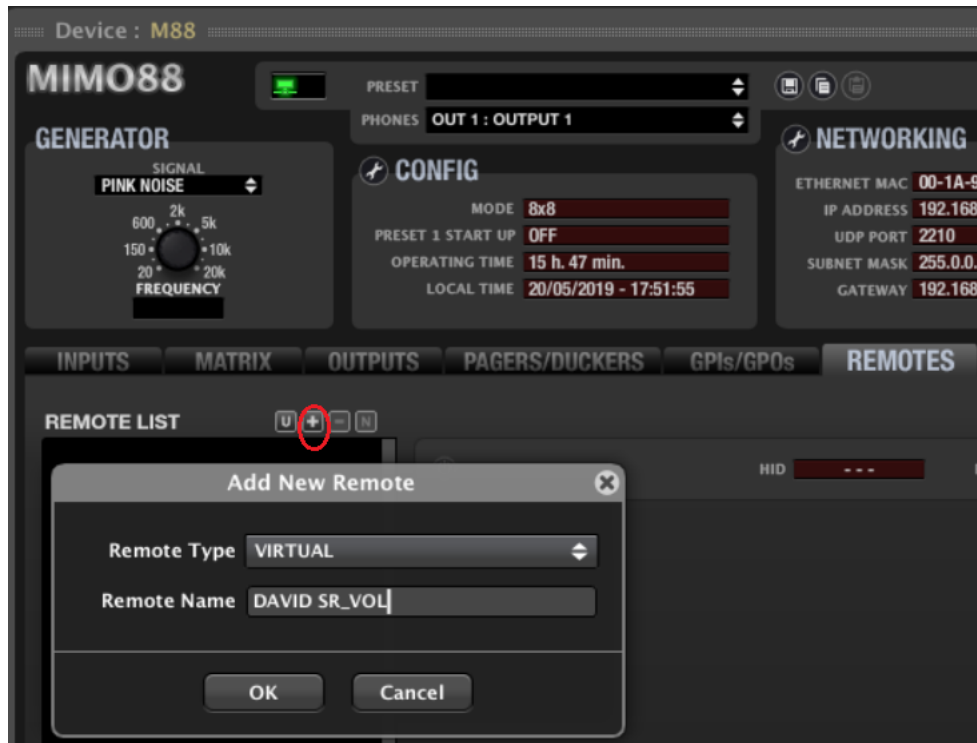 Device : M88
MIMO88
PRESET
PHONES OUT 1 : OUTPUT 1
GENERATOR
SIGNAL
PINK NOISE
2k
600 5k
150 10k
20 20k
FREQUENCY
CONFIG
MODE 8x8
PRESET 1 START UP OFF
OPERATING TIME 15 h. 47 min.
LOCAL TIME 20/05/2019 - 17:51:55
NETWORKING
ETHERNET MAC 00-1A-9
IP ADDRESS 192.168
UDP PORT 2210
SUBNET MASK 255.0.0.
GATEWAY 192.168
INPUTS MATRIX OUTPUTS PAGERS/DUCKERS GPIs/GPOs REMOTES
REMOTE LIST U + - N
HID ---
Add New Remote
Remote Type VIRTUAL
Remote Name DAVID SR_VOL
OK Cancel